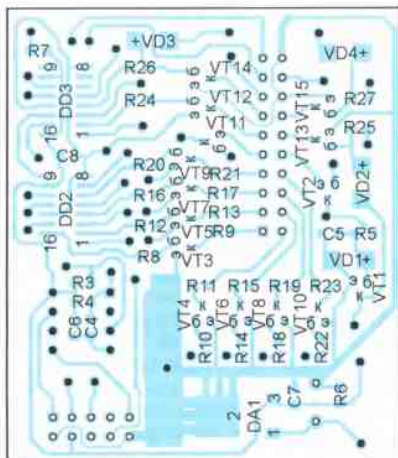 R7
+VD3
VD4+
9
8
R26
б
э
VT14
к
VT15
э
б
R27
DD3
R24
VT12
VT13
R25
16
1
VT11
C8
9
8
R20
VT9
R21
VT2
э б
к
VD2+
DD2
R16
VT7
R17
R12
VT5
R13
C5
R5
16
1
R8
VT3
R9
VD1+
R3
R11
R15
R19
R23
к б э
VT1
R4
VT4
VT6
VT8
VT10
C6
C4
R10
R14
R18
R22
2
DA1
1
3
C7
R6